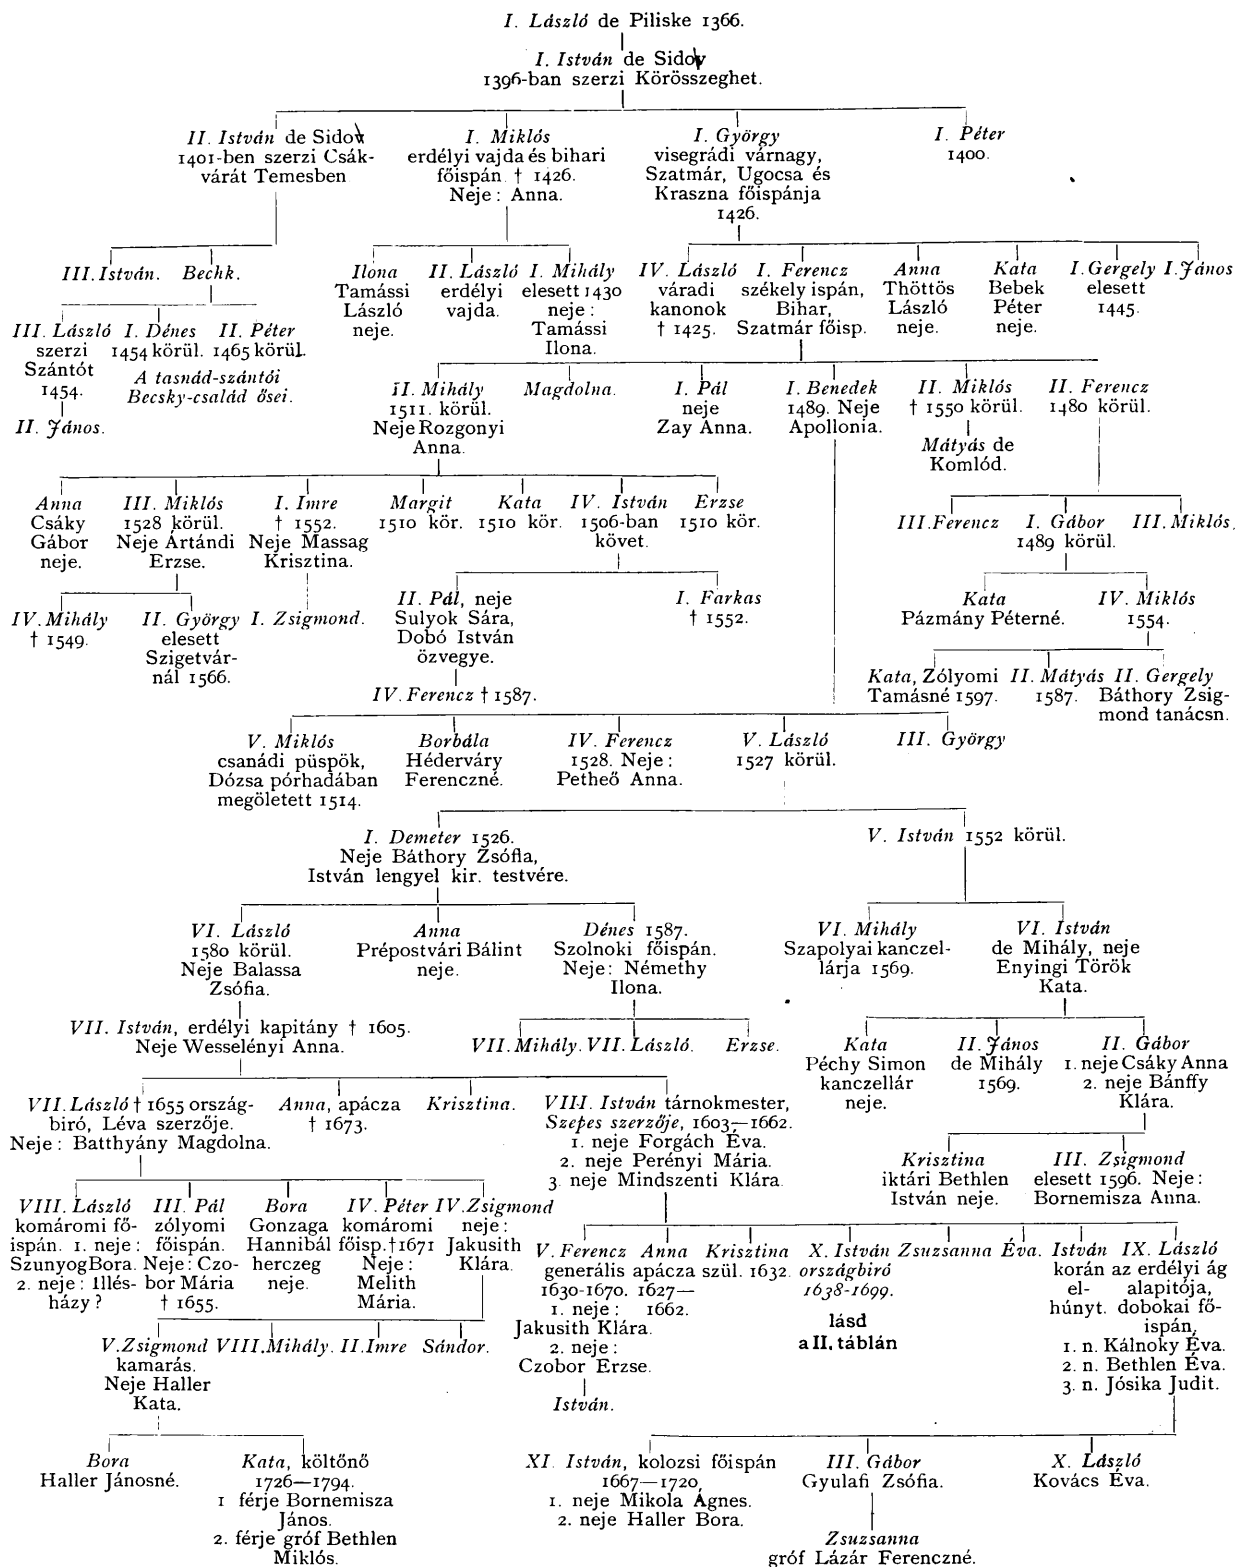 I. László de Piliske 1366.
I. István de Sidov
1396-ban szerzi Körösszeghet.
II. István de Sidov
1401-ben szerzi Csák-
várát Temesben
I. Miklós
erdélyi vajda és bihari
főispán. † 1426.
Neje: Anna.
I. György
visegrádi várnagy,
Szatmár, Ugocsa és
Kraszna főispánja
1426.
I. Péter
1400.
III. István.
Bechk.
Ilona
Tamássi
László
neje.
II. László
erdélyi
vajda.
I. Mihály
elesett 1430
neje:
Tamássi
Ilona.
IV. László
váradi
kanonok
† 1425.
I. Ferencz
székely ispán,
Bihar,
Szatmár főisp.
Anna
Thöttös
László
neje.
Kata
Bebek
Péter
neje.
I. Gergely
elesett
1445.
I. János
III. László
szerzi
Szántót
1454.
I. Dénes
1454 körül.
II. Péter
1465 körül.
A tasnád-szántói
Becsky-család ősei.
II. János.
II. Mihály
1511. körül.
Neje Rozgonyi
Anna.
Magdolna.
I. Pál
neje
Zay Anna.
I. Benedek
1489. Neje
Apollonia.
II. Miklós
† 1550 körül.
Mátyás de
Komlód.
II. Ferencz
1480 körül.
Anna
Csáky
Gábor
neje.
III. Miklós
1528 körül.
Neje Ártándi
Erzse.
I. Imre
† 1552.
Neje Massag
Krisztina.
Margit
1510 kör.
Kata
1510 kör.
IV. István
1506-ban
követ.
Erzse
1510 kör.
III. Ferencz
I. Gábor
1489 körül.
III. Miklós.
IV. Mihály
† 1549.
II. György
elesett
Szigetvár-
nál 1566.
I. Zsigmond.
II. Pál, neje
Sulyok Sára,
Dobó István
özvegye.
I. Farkas
† 1552.
Kata
Pázmány Péterné.
IV. Miklós
1554.
IV. Ferencz † 1587.
Kata, Zólyomi
Tamásné 1597.
II. Mátyás
1587.
II. Gergely
Báthory Zsig-
mond tanácsn.
V. Miklós
csanádi püspök,
Dózsa pórhadában
megöletett 1514.
Borbála
Héderváry
Ferenczné.
IV. Ferencz
1528. Neje:
Petheő Anna.
V. László
1527 körül.
III. György
I. Demeter 1526.
Neje Báthory Zsófia,
István lengyel kir. testvére.
V. István 1552 körül.
VI. László
1580 körül.
Neje Balassa
Zsófia.
Anna
Prépostvári Bálint
neje.
Dénes 1587.
Szolnoki főispán.
Neje: Némethy
Ilona.
VI. Mihály
Szapolyai kanczel-
lárja 1569.
VI. István
de Mihály, neje
Enyingi Török
Kata.
VII. István, erdélyi kapitány † 1605.
Neje Wesselényi Anna.
VII. Mihály.
VII. László.
Erzse.
Kata
Péchy Simon
kanczellár
neje.
II. János
de Mihály
1569.
II. Gábor
1. neje Csáky Anna
2. neje Bánffy
Klára.
VII. László † 1655 ország-
biró, Léva szerzője.
Neje: Batthyány Magdolna.
Anna, apácza
† 1673.
Krisztina.
VIII. István tárnokmester,
Szepes szerzője, 1603—1662.
1. neje Forgách Éva.
2. neje Perényi Mária.
3. neje Mindszenti Klára.
Krisztina
iktári Bethlen
István neje.
III. Zsigmond
elesett 1596. Neje:
Bornemisza Anna.
VIII. László
komáromi fő-
ispán. 1. neje:
Szunyog Bora.
2. neje: Illés-
házy?
III. Pál
zólyomi
főispán.
Neje: Czo-
bor Mária
† 1655.
Bora
Gonzaga
Hannibál
herczeg
neje.
IV. Péter
komáromi
főisp. † 1671
Neje:
Melith
Mária.
IV. Zsigmond
neje:
Jakusith
Klára.
V. Ferencz
generális
1630-1670.
1. neje:
Jakusith Klára.
2. neje:
Czobor Erzse.
Anna
apácza
1627—
1662.
Krisztina
szül. 1632.
X. István
országbiró
1638-1699.
lásd
a II. táblán
Zsuzsanna
Éva.
István
korán
el-
húnyt.
IX. László
az erdélyi ág
alapitója,
dobokai fő-
ispán,
1. n. Kálnoky Éva.
2. n. Bethlen Éva.
3. n. Jósika Judit.
V. Zsigmond
kamarás.
Neje Haller
Kata.
VIII. Mihály.
II. Imre
Sándor.
István.
Bora
Haller Jánosné.
Kata, költőnő
1726—1794.
1 férje Bornemisza
János.
2. férje gróf Bethlen
Miklós.
XI. István, kolozsi főispán
1667—1720,
1. neje Mikola Ágnes.
2. neje Haller Bora.
III. Gábor
Gyulafi Zsófia.
X. László
Kovács Éva.
Zsuzsanna
gróf Lázár Ferenczné.